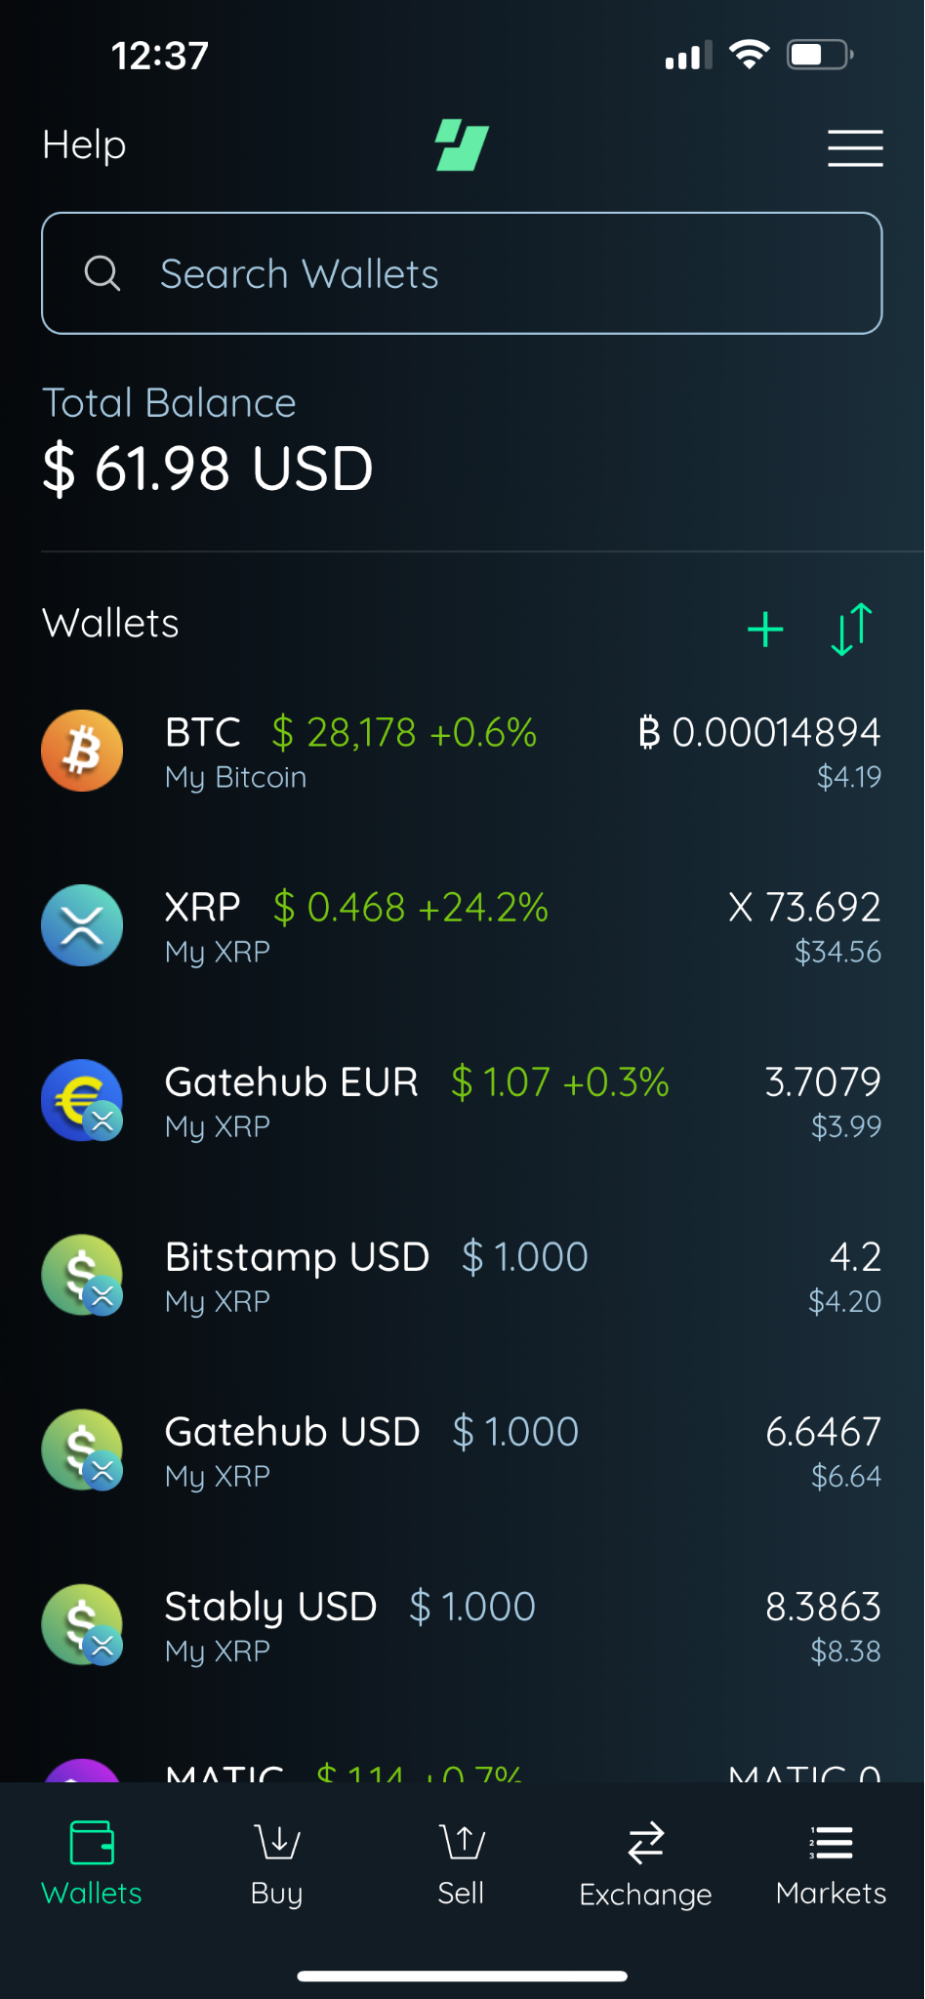 12:37
Help
Search Wallets
Total Balance
$ 61.98 USD
Wallets
BTC $ 28,178 +0.6% ₿ 0.00014894
My Bitcoin $4.19
XRP $ 0.468 +24.2% X 73.692
My XRP $34.56
Gatehub EUR $ 1.07 +0.3% 3.7079
My XRP $3.99
Bitstamp USD $ 1.000 4.2
My XRP $4.20
Gatehub USD $ 1.000 6.6467
My XRP $6.64
Stably USD $ 1.000 8.3863
My XRP $8.38
MATIC $ 1.14 +0.7% MATIC 0
Wallets Buy Sell Exchange Markets